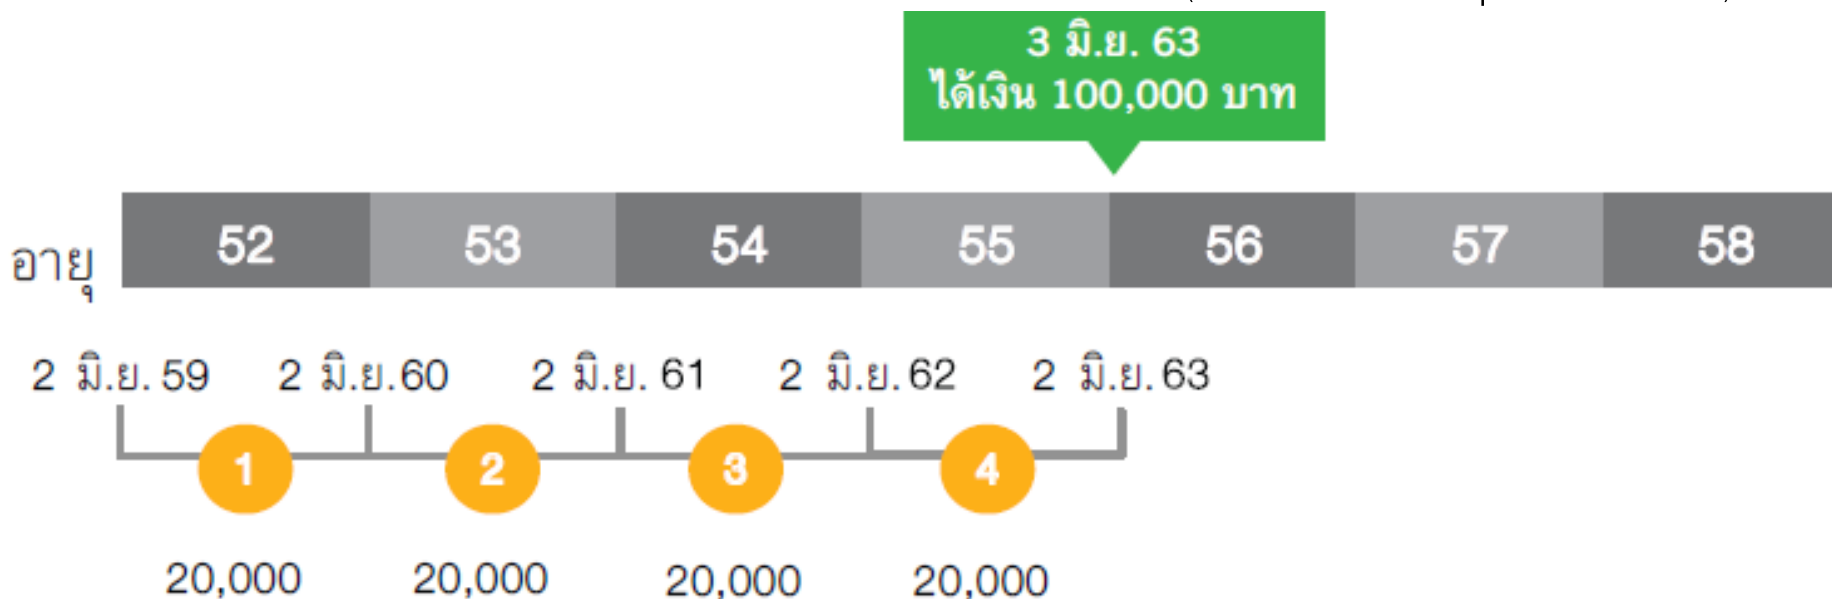 3 มิ.ย. 63
ได้เงิน 100,000 บาท
อายุ 52 53 54 55 56 57 58
2 มิ.ย. 59 2 มิ.ย. 60 2 มิ.ย. 61 2 มิ.ย. 62 2 มิ.ย. 63
1 2 3 4
20,000 20,000 20,000 20,000